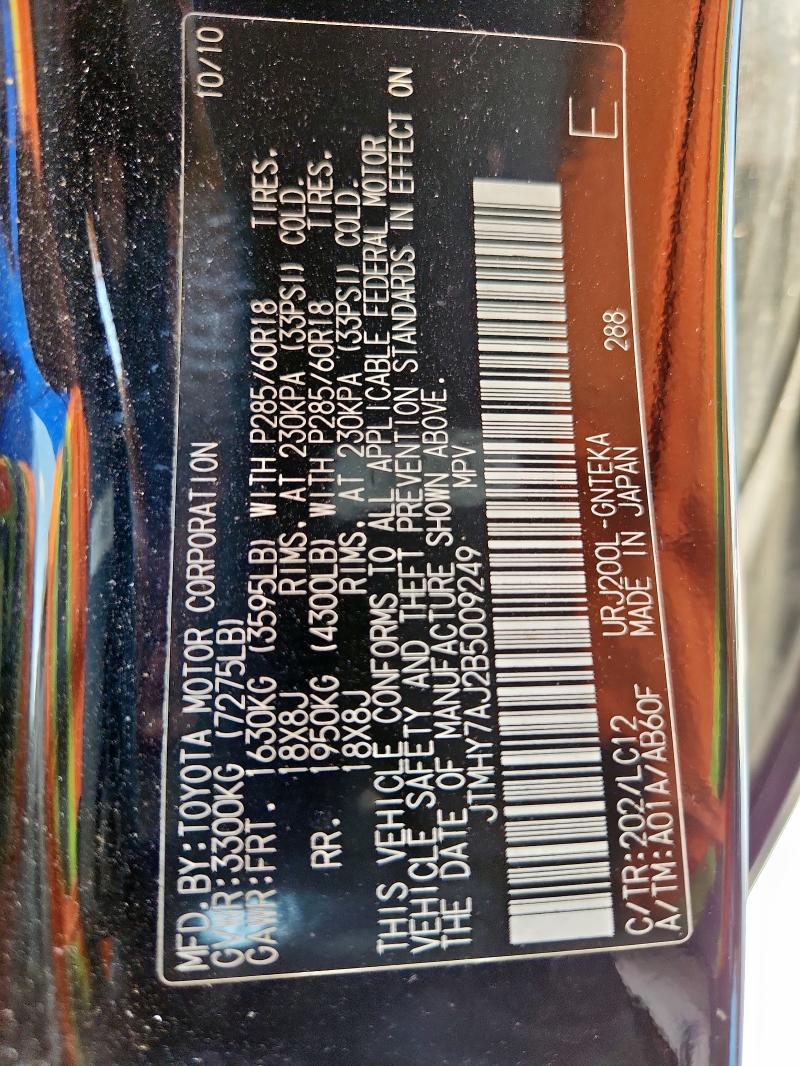 MFD.BY:TOYOTA MOTOR CORPORATION 10/10
GVWR:3300KG (7275LB)
GAWR:FRT. 1630KG (3595LB) WITH P285/60R18 TIRES.
18X8J RIMS. AT 230KPA (33PSI) COLD.
RR. 1950KG (4300LB) WITH P285/60R18 TIRES.
18X8J RIMS. AT 230KPA (33PSI) COLD.
THIS VEHICLE CONFORMS TO ALL APPLICABLE FEDERAL MOTOR
VEHICLE SAFETY AND THEFT PREVENTION STANDARDS IN EFFECT ON
THE DATE OF MANUFACTURE SHOWN ABOVE.
JTMHY7AJ2B5009249 MPV
E
C/TR:202/LC12 URJ200L -GNTEKA 288
A/TM:A01A/AB60F MADE IN JAPAN